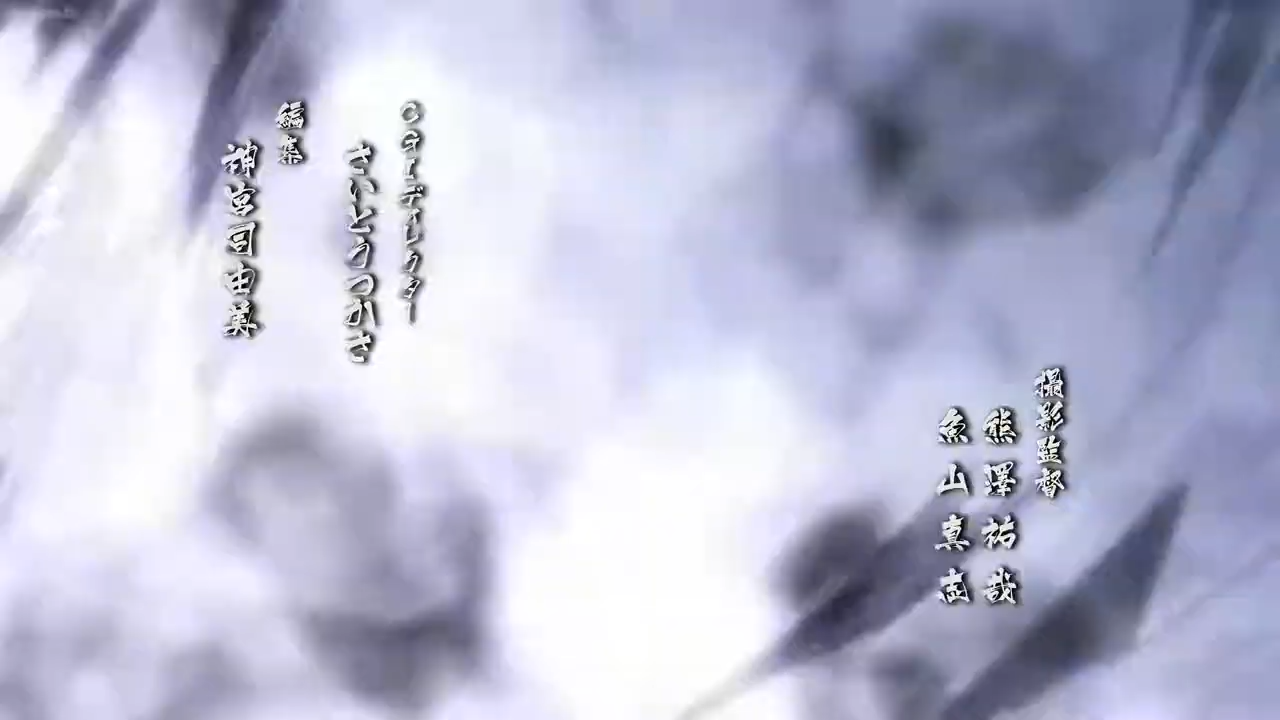 撮影監督
熊澤祐哉
魚山真志
CGIディレクター
さいとうつかさ
編集
神宮司由美